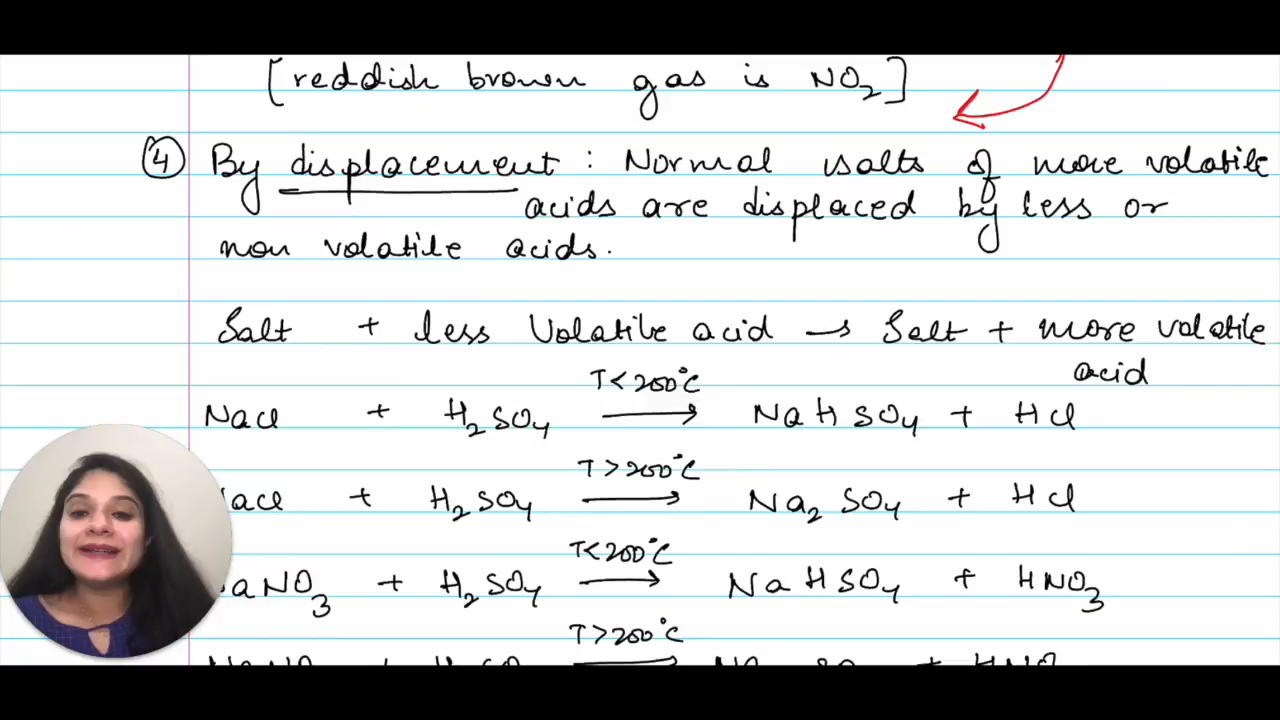 [reddish brown gas is NO₂]
④ By displacement : Normal salts of more volatile
acids are displaced by less or
non volatile acids.
Salt + less Volatile acid → Salt + more volatile
acid
T < 200°C
NaCl + H₂SO₄ → NaHSO₄ + HCl
T > 200°C
aCl + H₂SO₄ → Na₂SO₄ + HCl
T < 200°C
aNO₃ + H₂SO₄ → NaHSO₄ + HNO₃
T > 200°C